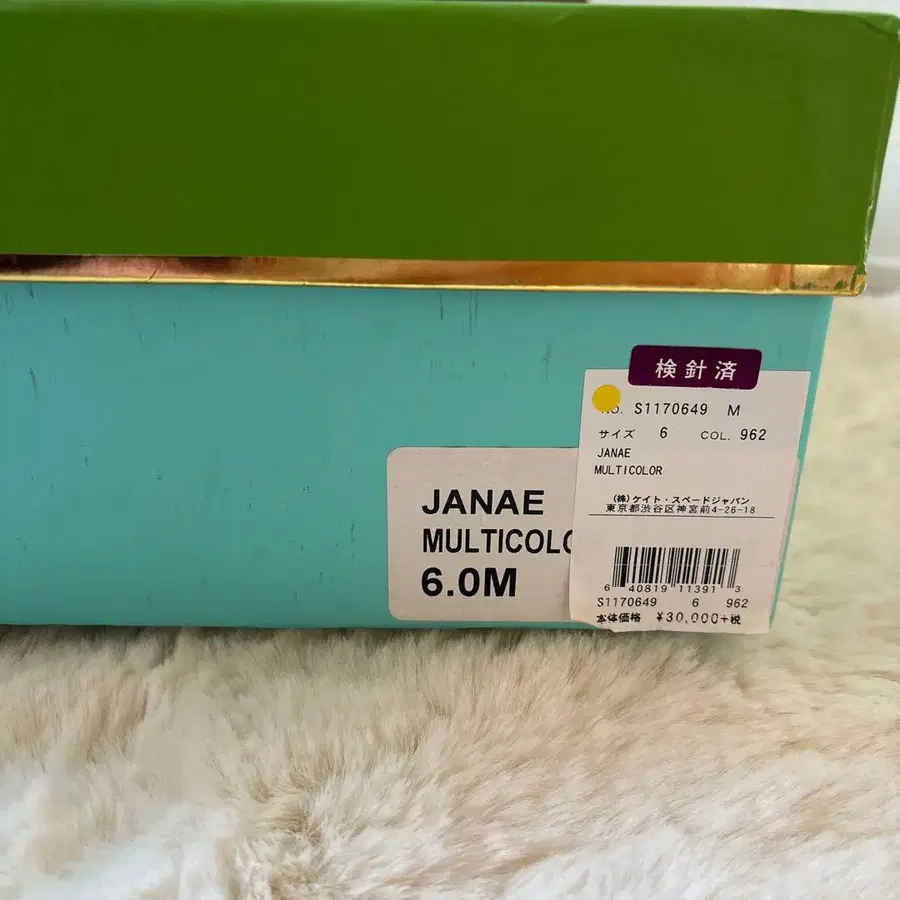 検針済
NO. S1170649 M
サイズ 6 COL. 962
JANAE
MULTICOLOR
(株)ケイト・スペードジャパン
東京都渋谷区神宮前4-26-18
6 40819 11391 3
S1170649 6 962
本体価格 ¥30,000+税
JANAE
MULTICOLO
6.0M